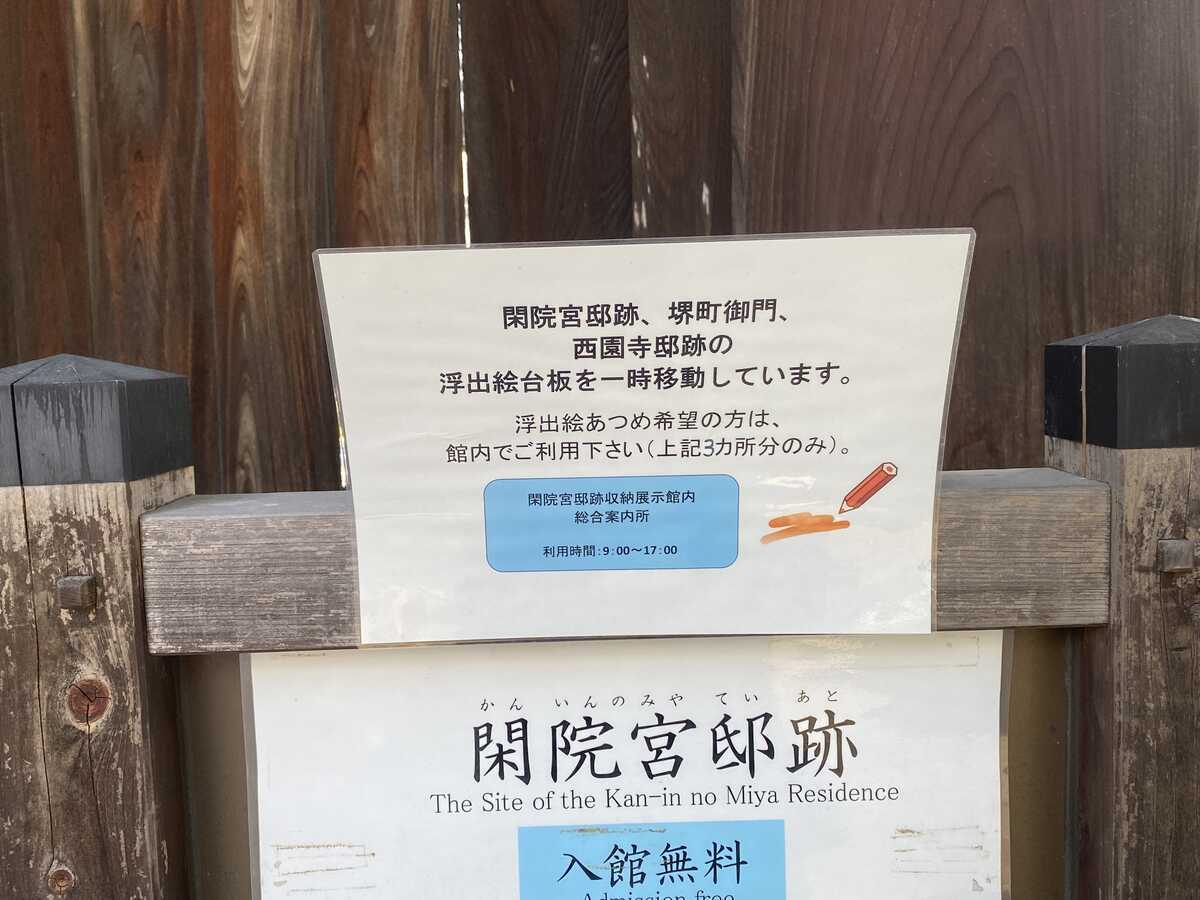 閑院宮邸跡、堺町御門、
西園寺邸跡の
浮出絵台板を一時移動しています。
浮出絵あつめ希望の方は、
館内でご利用下さい(上記3カ所分のみ)。
閑院宮邸跡収納展示館内
総合案内所
利用時間:9:00～17:00
かん いんのみや てい あと
閑院宮邸跡
The Site of the Kan-in no Miya Residence
入館無料
Admission free